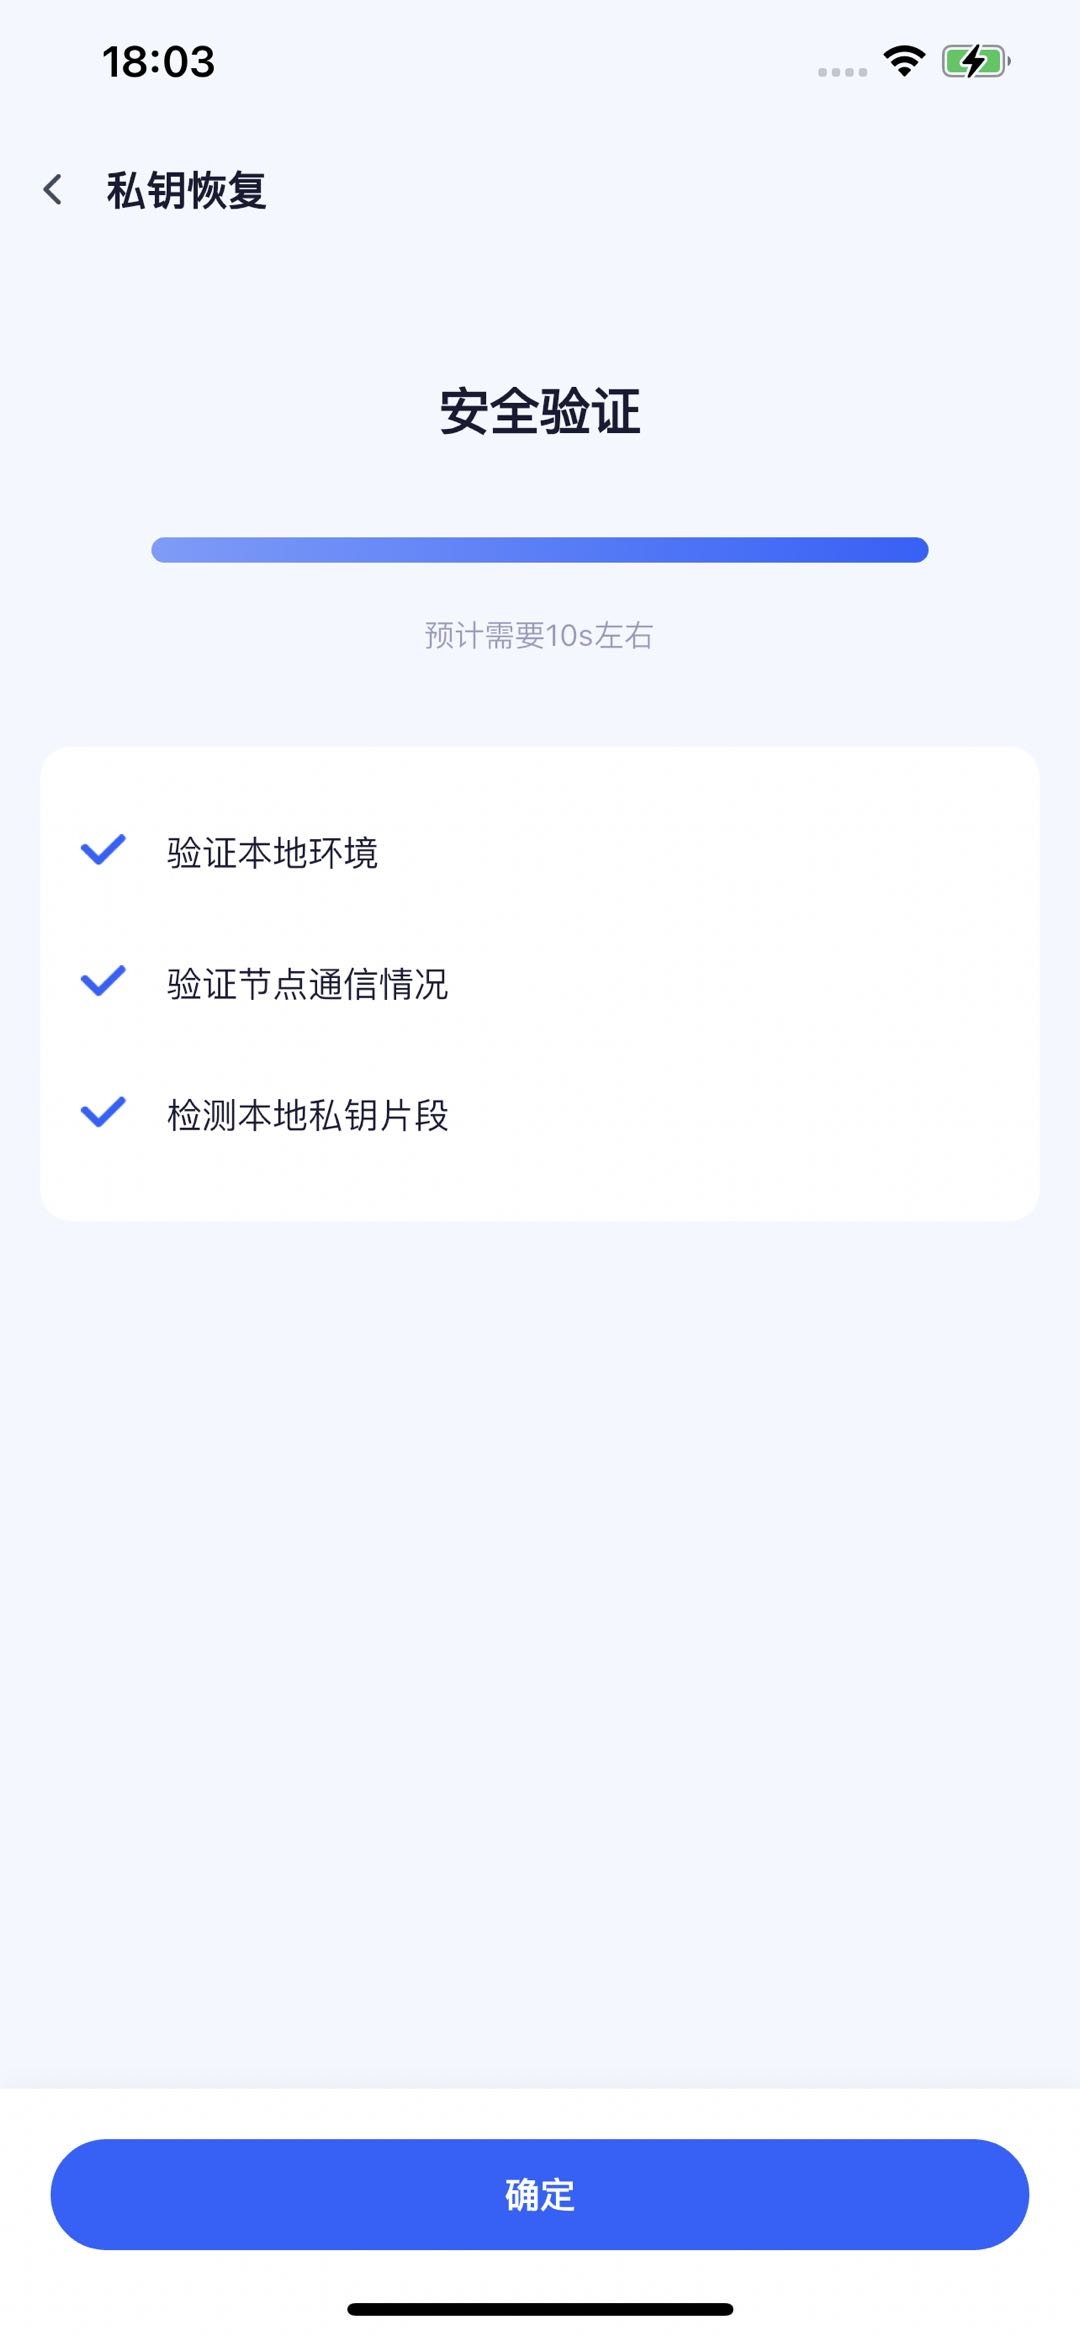 18:03
私钥恢复
安全验证
预计需要10s左右
验证本地环境
验证节点通信情况
检测本地私钥片段
确定